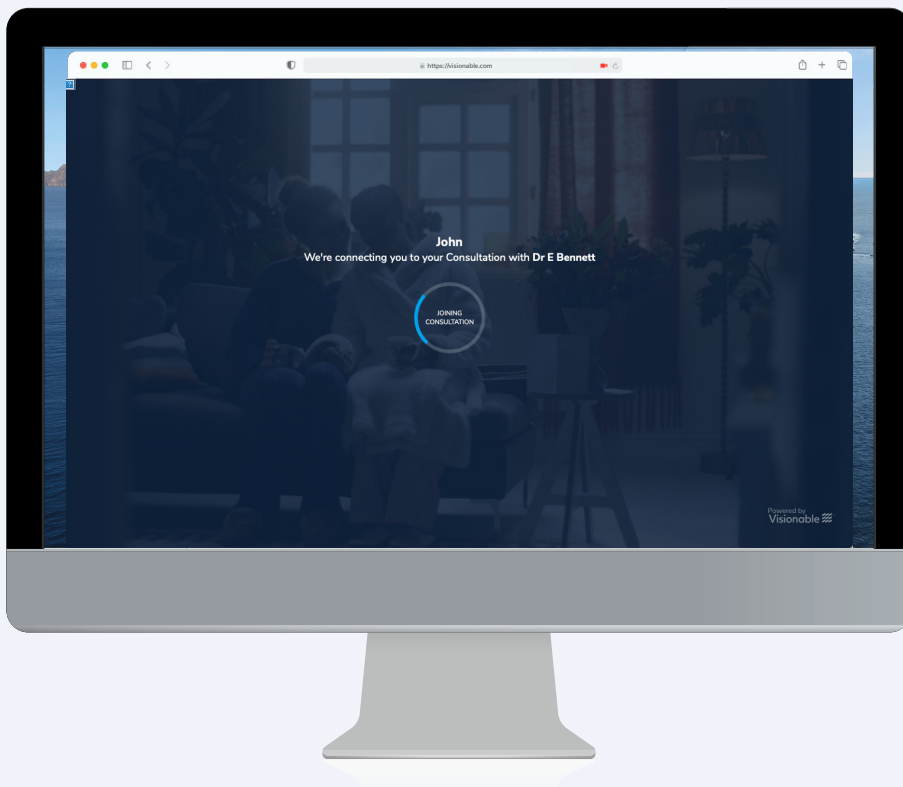 https://visionable.com
John
We're connecting you to your Consultation with Dr E Bennett
JOINING
CONSULTATION
Powered by
Visionable